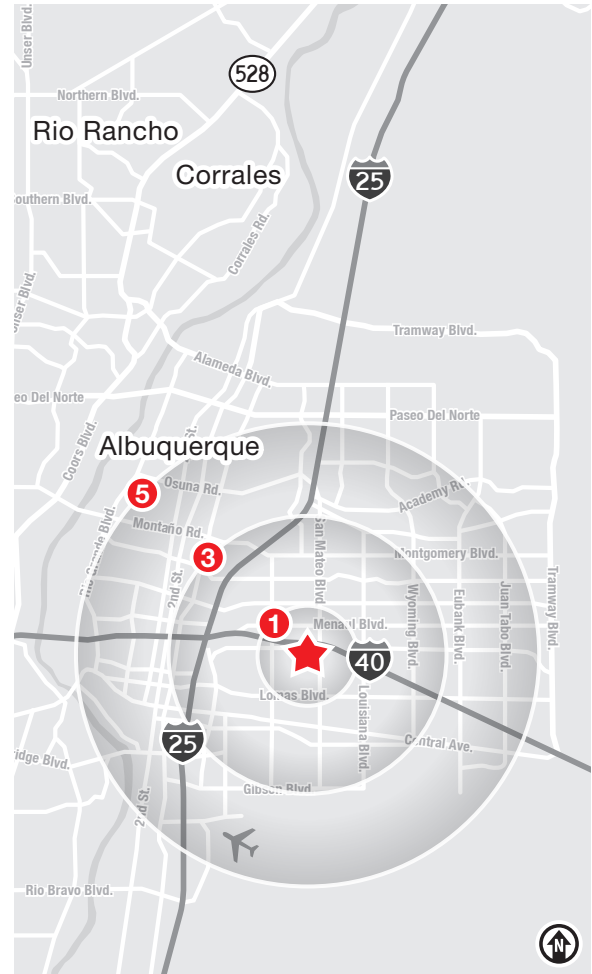 Unser Blvd.
528
Northern Blvd.
Rio Rancho
Corrales
25
Southern Blvd.
Corrales Rd.
Unser Blvd.
Tramway Blvd.
Alameda Blvd.
eo Del Norte
Paseo Del Norte
Coors Blvd.
St.
Albuquerque
5
Osuna Rd.
Academy Rd.
Montaño Rd.
Rio Grande Blvd.
3
San Mateo Blvd
Montgomery Blvd.
2nd St.
Wyoming Blvd.
Eubank Blvd.
Juan Tabo Blvd.
Tramway Blvd.
1
Menaul Blvd.
40
Lomas Blvd.
Louisiana Blvd.
25
Central Ave.
idge Blvd.
Gibson Blvd.
2nd St.
Rio Bravo Blvd.
N